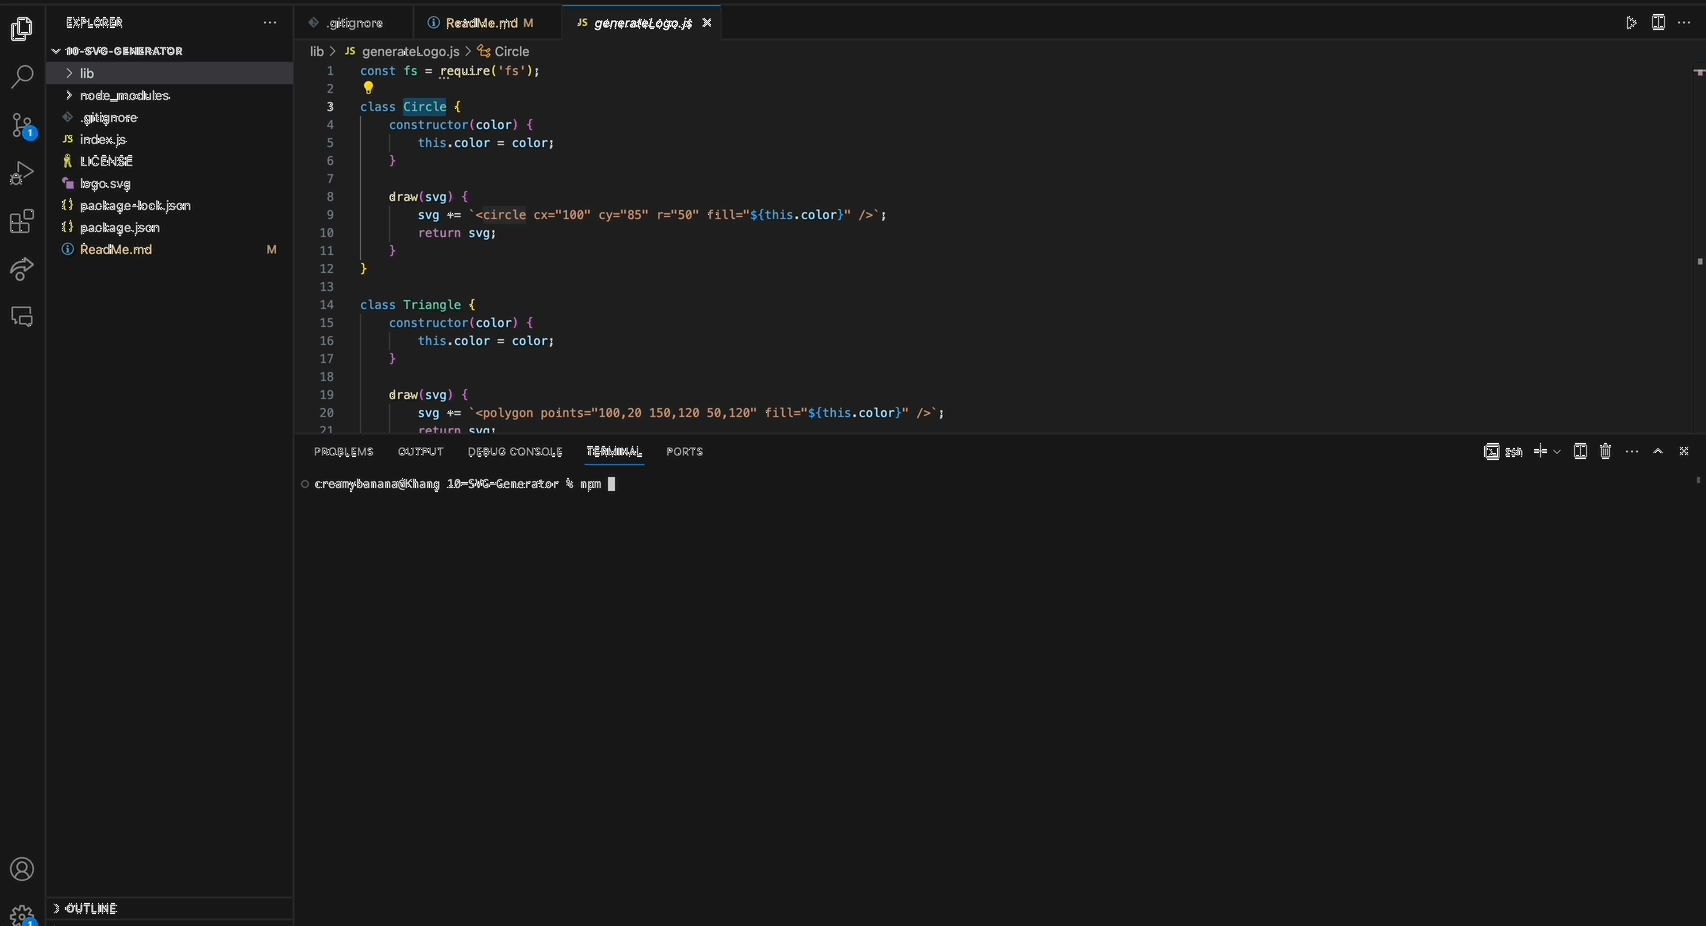 EXPLORER
10-SVG-GENERATOR
lib
node_modules
.gitignore
JS index.js
LICENSE
logo.svg
{} package-lock.json
{} package.json
ReadMe.md M
OUTLINE
1
1
.gitignore
ReadMe.md M
JS generateLogo.js
lib > JS generateLogo.js > Circle
1 const fs = require('fs');
2
3 class Circle {
4 constructor(color) {
5 this.color = color;
6 }
7
8 draw(svg) {
9 svg += `<circle cx="100" cy="85" r="50" fill="${this.color}" />`;
10 return svg;
11 }
12 }
13
14 class Triangle {
15 constructor(color) {
16 this.color = color;
17 }
18
19 draw(svg) {
20 svg += `<polygon points="100,20 150,120 50,120" fill="${this.color}" />`;
21 return svg;
PROBLEMS OUTPUT DEBUG CONSOLE TERMINAL PORTS
zsh
creamybanana@Khang 10-SVG-Generator % npm